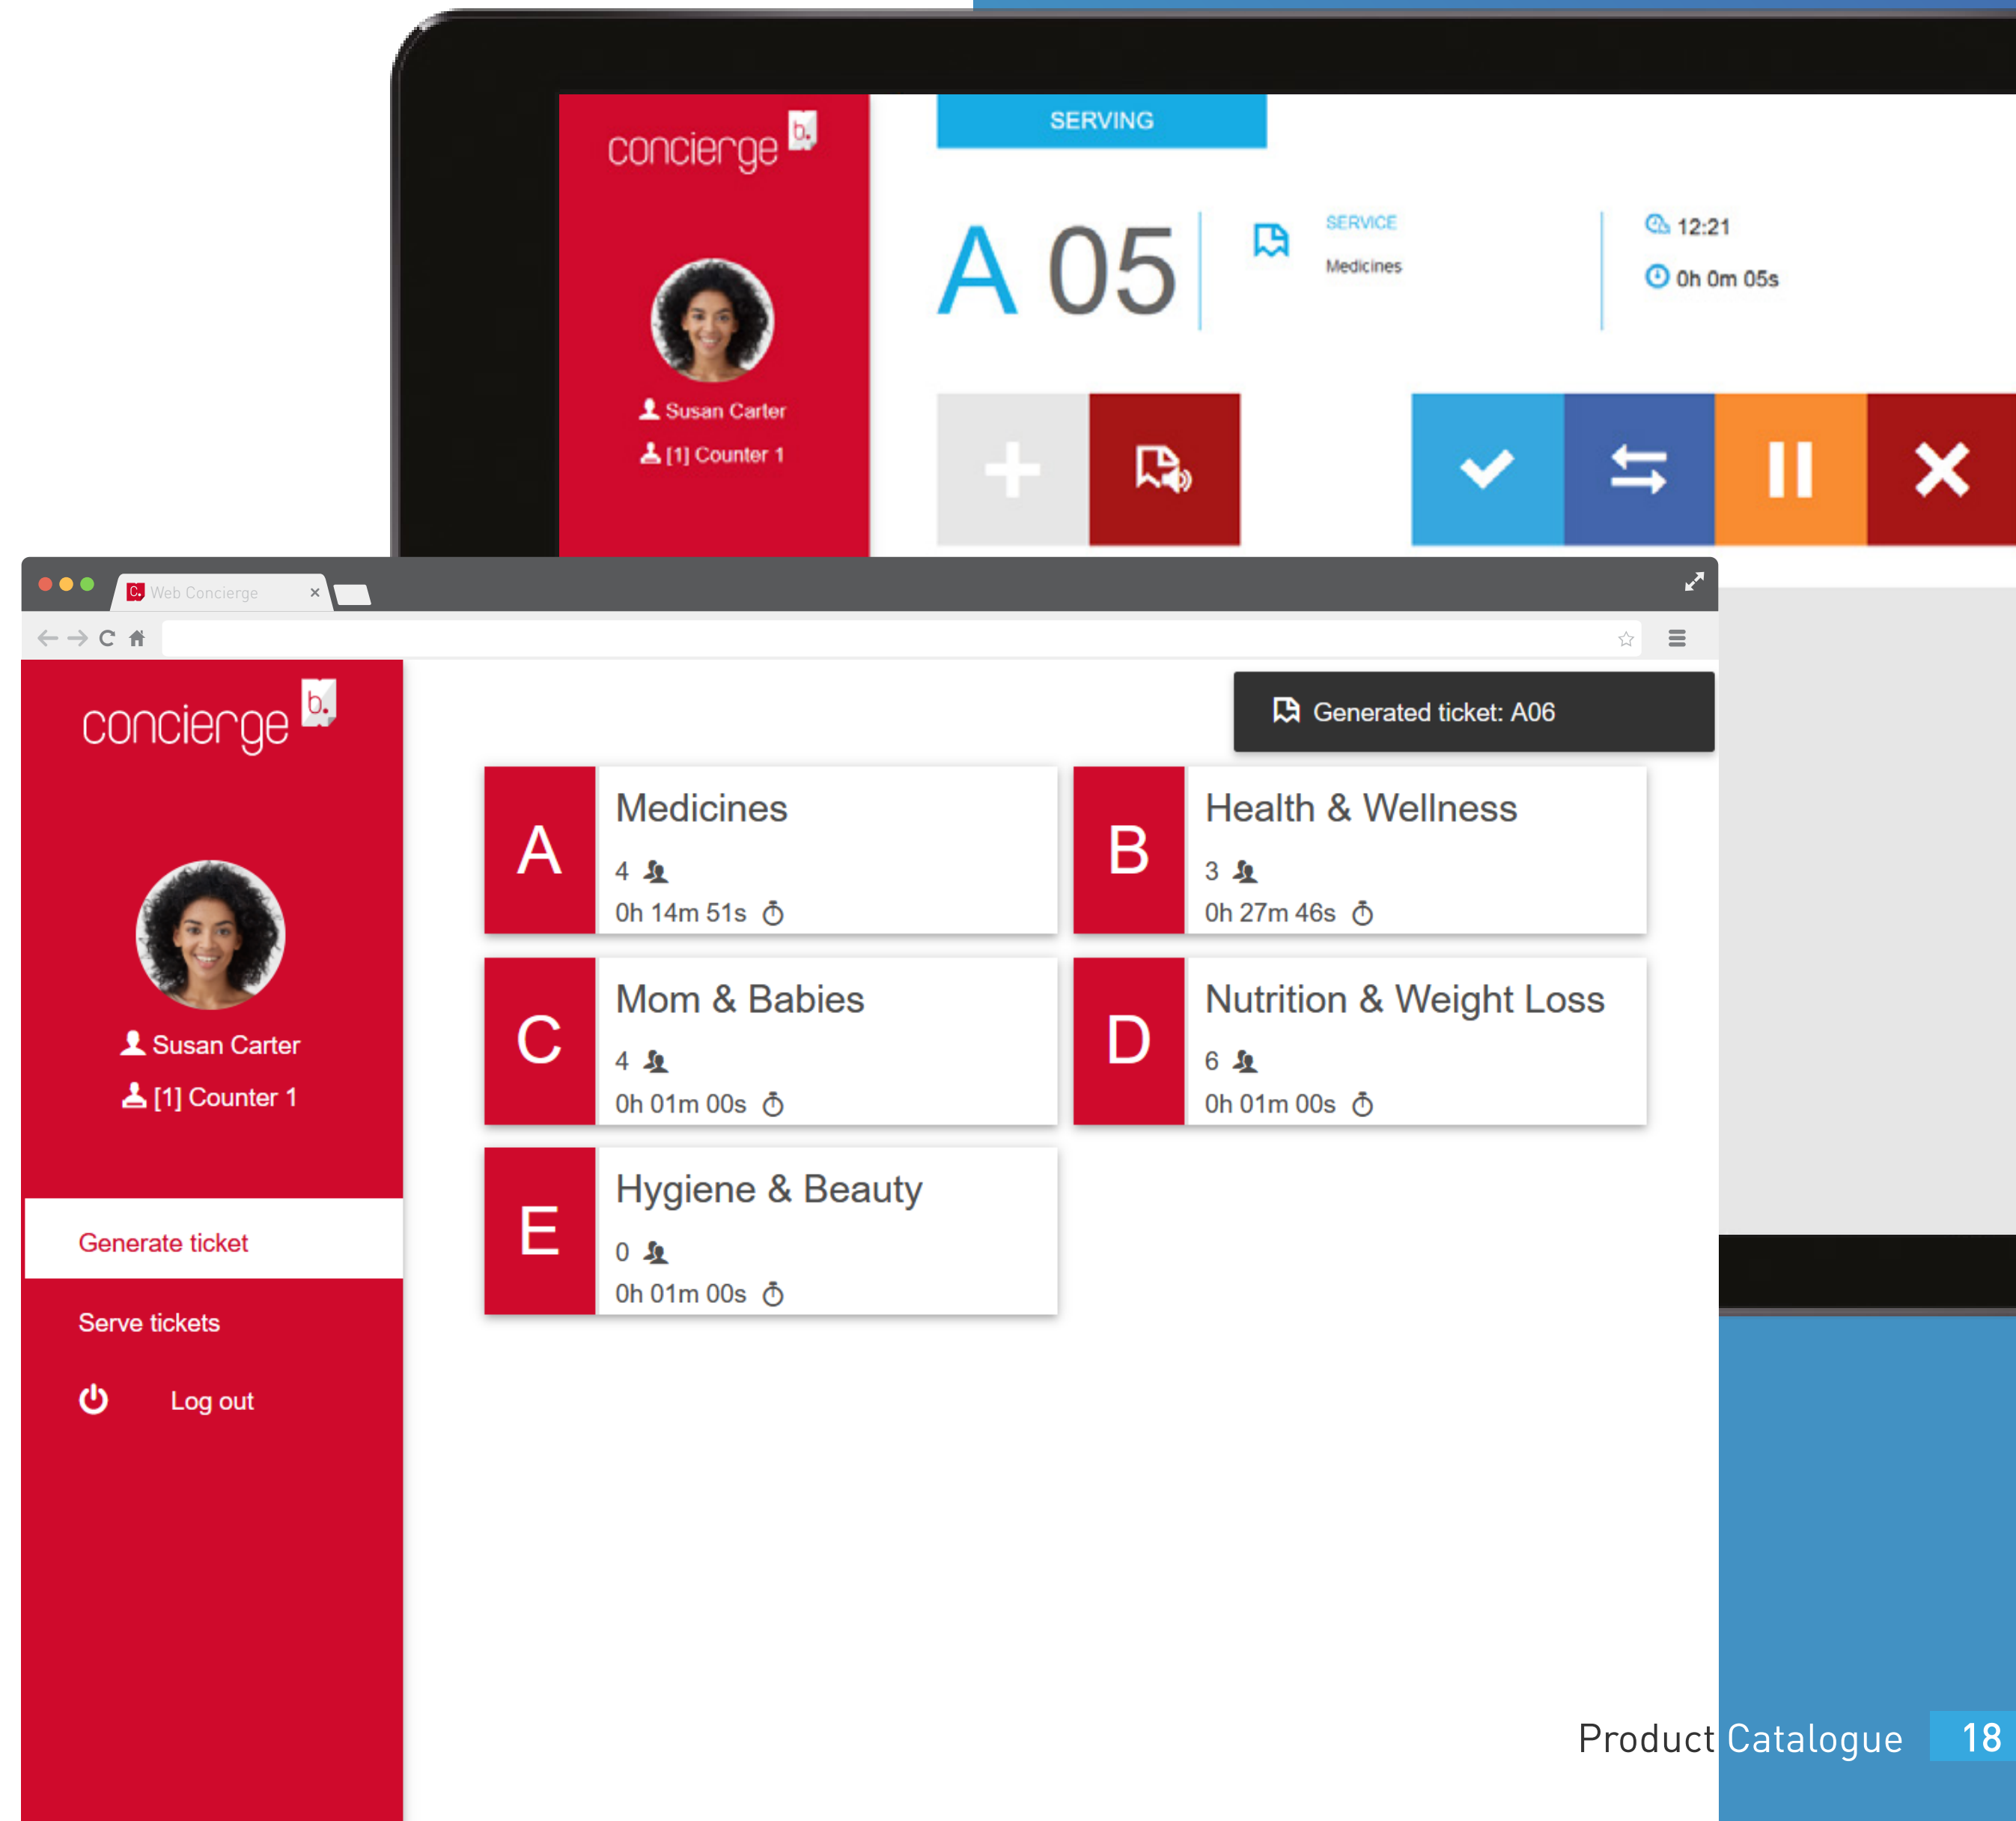 concierge b.
SERVING
A 05
SERVICE
Medicines
12:21
0h 0m 05s
Susan Carter
[1] Counter 1
C. Web Concierge
concierge b.
Generated ticket: A06
A
Medicines
4
0h 14m 51s
B
Health & Wellness
3
0h 27m 46s
C
Mom & Babies
4
0h 01m 00s
D
Nutrition & Weight Loss
6
0h 01m 00s
E
Hygiene & Beauty
0
0h 01m 00s
Susan Carter
[1] Counter 1
Generate ticket
Serve tickets
Log out
Product Catalogue 18